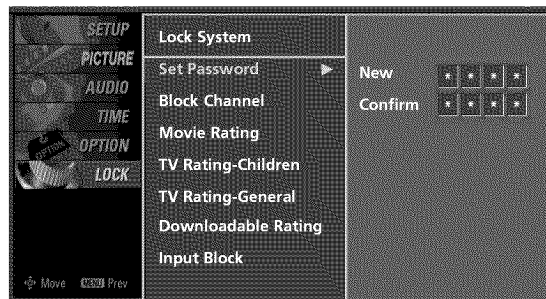 SETUP
PICTURE
AUDIO
TIME
OPTION
OPTION
LOCK
Move MENU Prev
Lock System
Set Password
Block Channel
Movie Rating
TV Rating-Children
TV Rating-General
Downloadable Rating
Input Block
New * * * *
Confirm * * * *